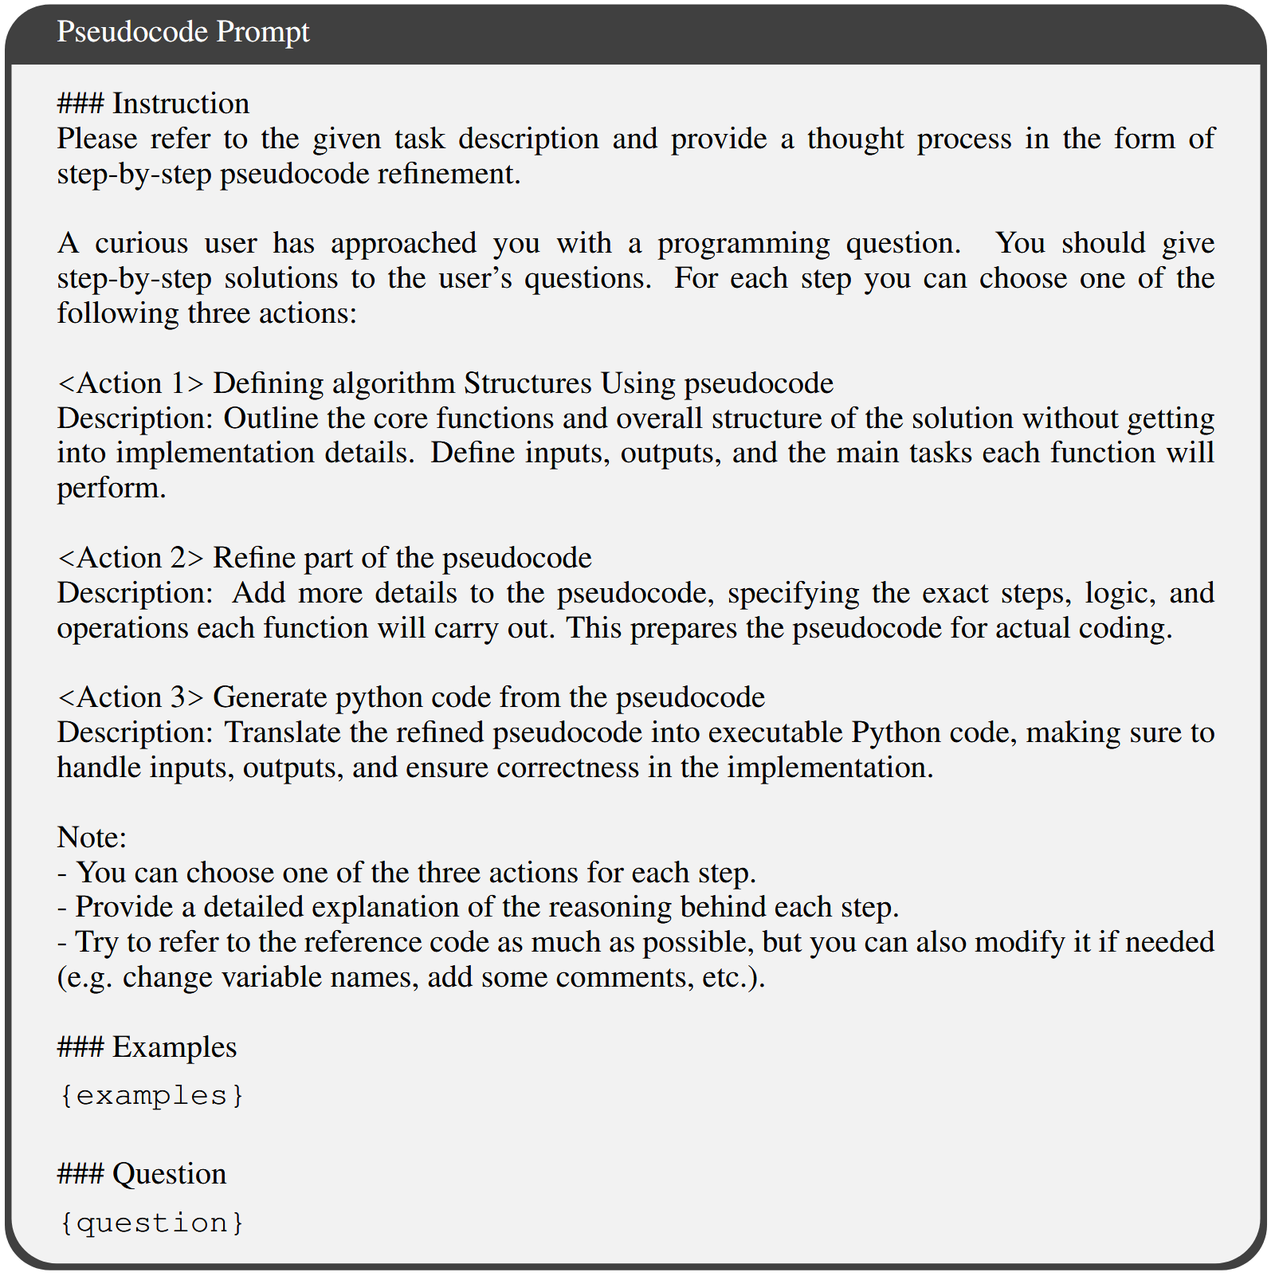 Pseudocode Prompt
### Instruction
Please refer to the given task description and provide a thought process in the form of
step-by-step pseudocode refinement.
A curious user has approached you with a programming question. You should give
step-by-step solutions to the user's questions. For each step you can choose one of the
following three actions:
<Action 1> Defining algorithm Structures Using pseudocode
Description: Outline the core functions and overall structure of the solution without getting
into implementation details. Define inputs, outputs, and the main tasks each function will
perform.
<Action 2> Refine part of the pseudocode
Description: Add more details to the pseudocode, specifying the exact steps, logic, and
operations each function will carry out. This prepares the pseudocode for actual coding.
<Action 3> Generate python code from the pseudocode
Description: Translate the refined pseudocode into executable Python code, making sure to
handle inputs, outputs, and ensure correctness in the implementation.
Note:
- You can choose one of the three actions for each step.
- Provide a detailed explanation of the reasoning behind each step.
- Try to refer to the reference code as much as possible, but you can also modify it if needed
(e.g. change variable names, add some comments, etc.).
### Examples
{examples}
### Question
{question}